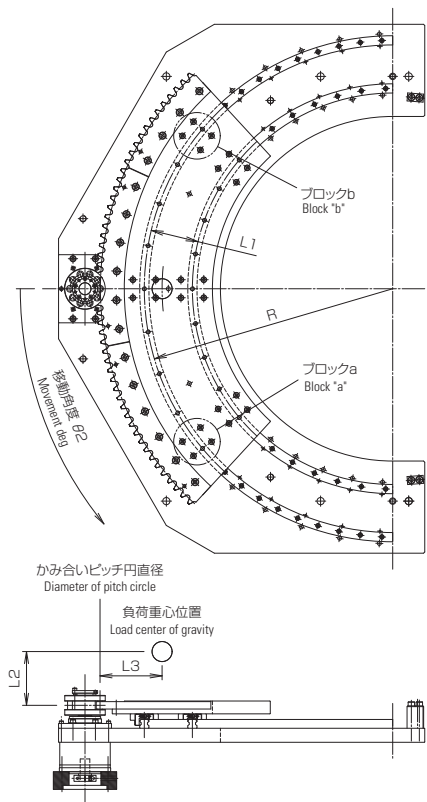 ブロックb
Block "b"
L1
R
ブロックa
Block "a"
移動角度 θ2
Movement deg
かみ合いピッチ円直径
Diameter of pitch circle
負荷重心位置
Load center of gravity
L3
L2